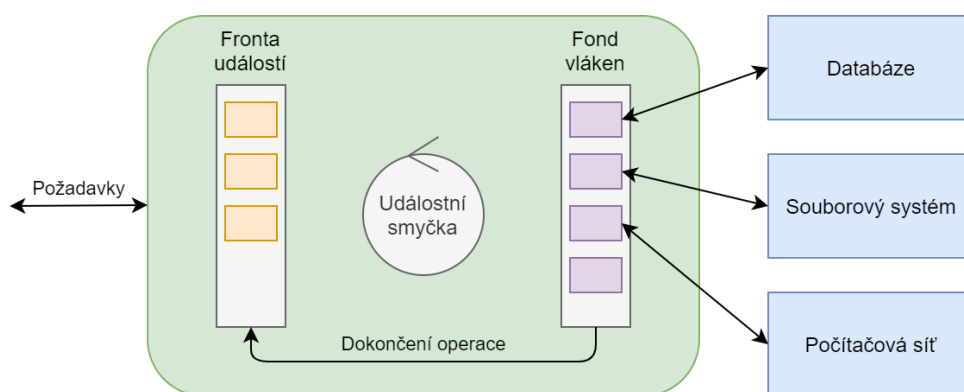 Fronta
událostí
Fond
vláken
Databáze
Požadavky
Událostní
smyčka
Souborový systém
Dokončení operace
Počítačová síť